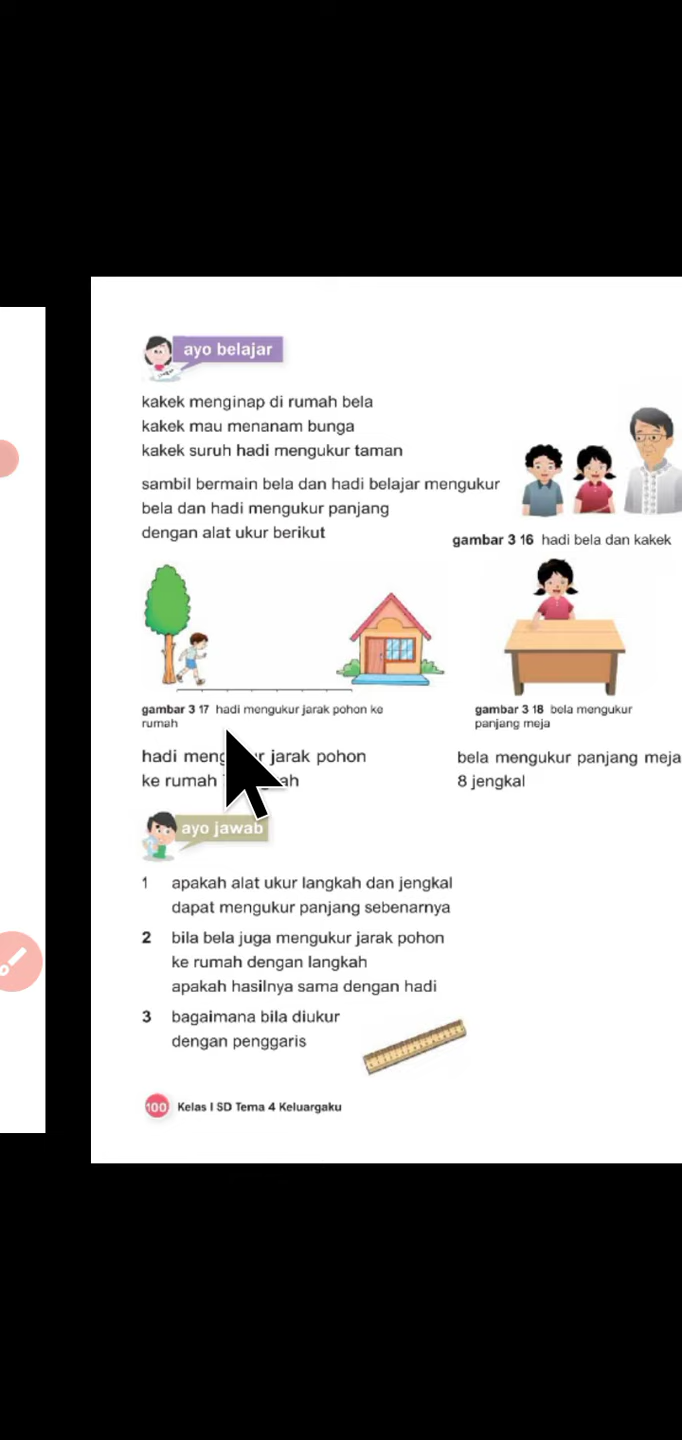 ayo belajar
kakek menginap di rumah bela
kakek mau menanam bunga
kakek suruh hadi mengukur taman
sambil bermain bela dan hadi belajar mengukur
bela dan hadi mengukur panjang
dengan alat ukur berikut
gambar 3 16 hadi bela dan kakek
gambar 3 17 hadi mengukur jarak pohon ke
rumah
gambar 3 18 bela mengukur
panjang meja
hadi mengukur jarak pohon
ke rumah
bela mengukur panjang meja
8 jengkal
ayo jawab
1 apakah alat ukur langkah dan jengkal
dapat mengukur panjang sebenarnya
2 bila bela juga mengukur jarak pohon
ke rumah dengan langkah
apakah hasilnya sama dengan hadi
3 bagaimana bila diukur
dengan penggaris
100 Kelas I SD Tema 4 Keluargaku